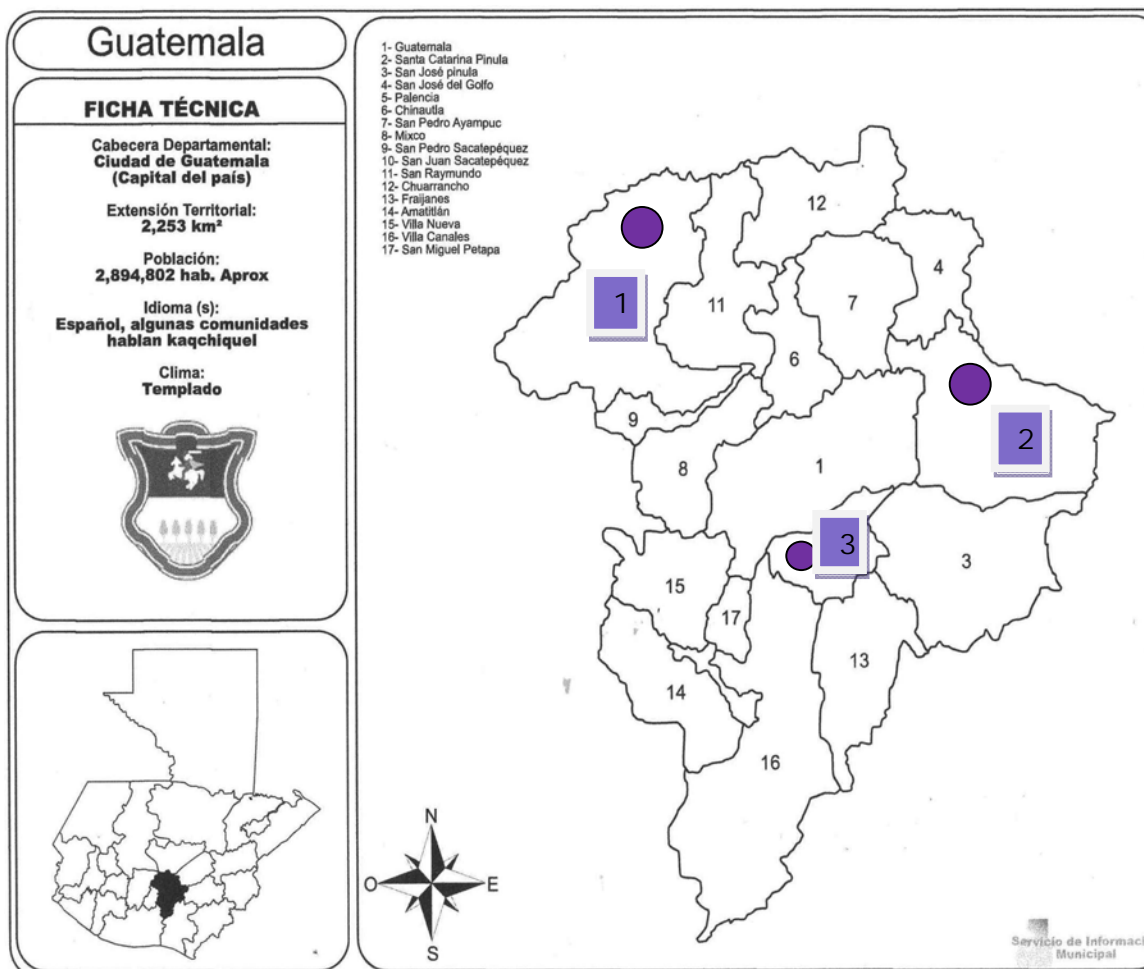 Guatemala
FICHA TÉCNICA
Cabecera Departamental:
Ciudad de Guatemala
(Capital del país)
Extensión Territorial:
2,253 km²
Población:
2,894,802 hab. Aprox
Idioma (s):
Español, algunas comunidades
hablan kaqchiquel
Clima:
Templado
1- Guatemala
2- Santa Catarina Pinula
3- San José pinula
4- San José del Golfo
5- Palencia
6- Chinautla
7- San Pedro Ayampuc
8- Mixco
9- San Pedro Sacatepéquez
10- San Juan Sacatepéquez
11- San Raymundo
12- Chuarrancho
13- Fraijanes
14- Amatitlán
15- Villa Nueva
16- Villa Canales
17- San Miguel Petapa
12
4
1
11
7
6
9
2
8
1
3
3
15
17
13
14
16
N
O
E
S
Servicio de Informaci
Municipal